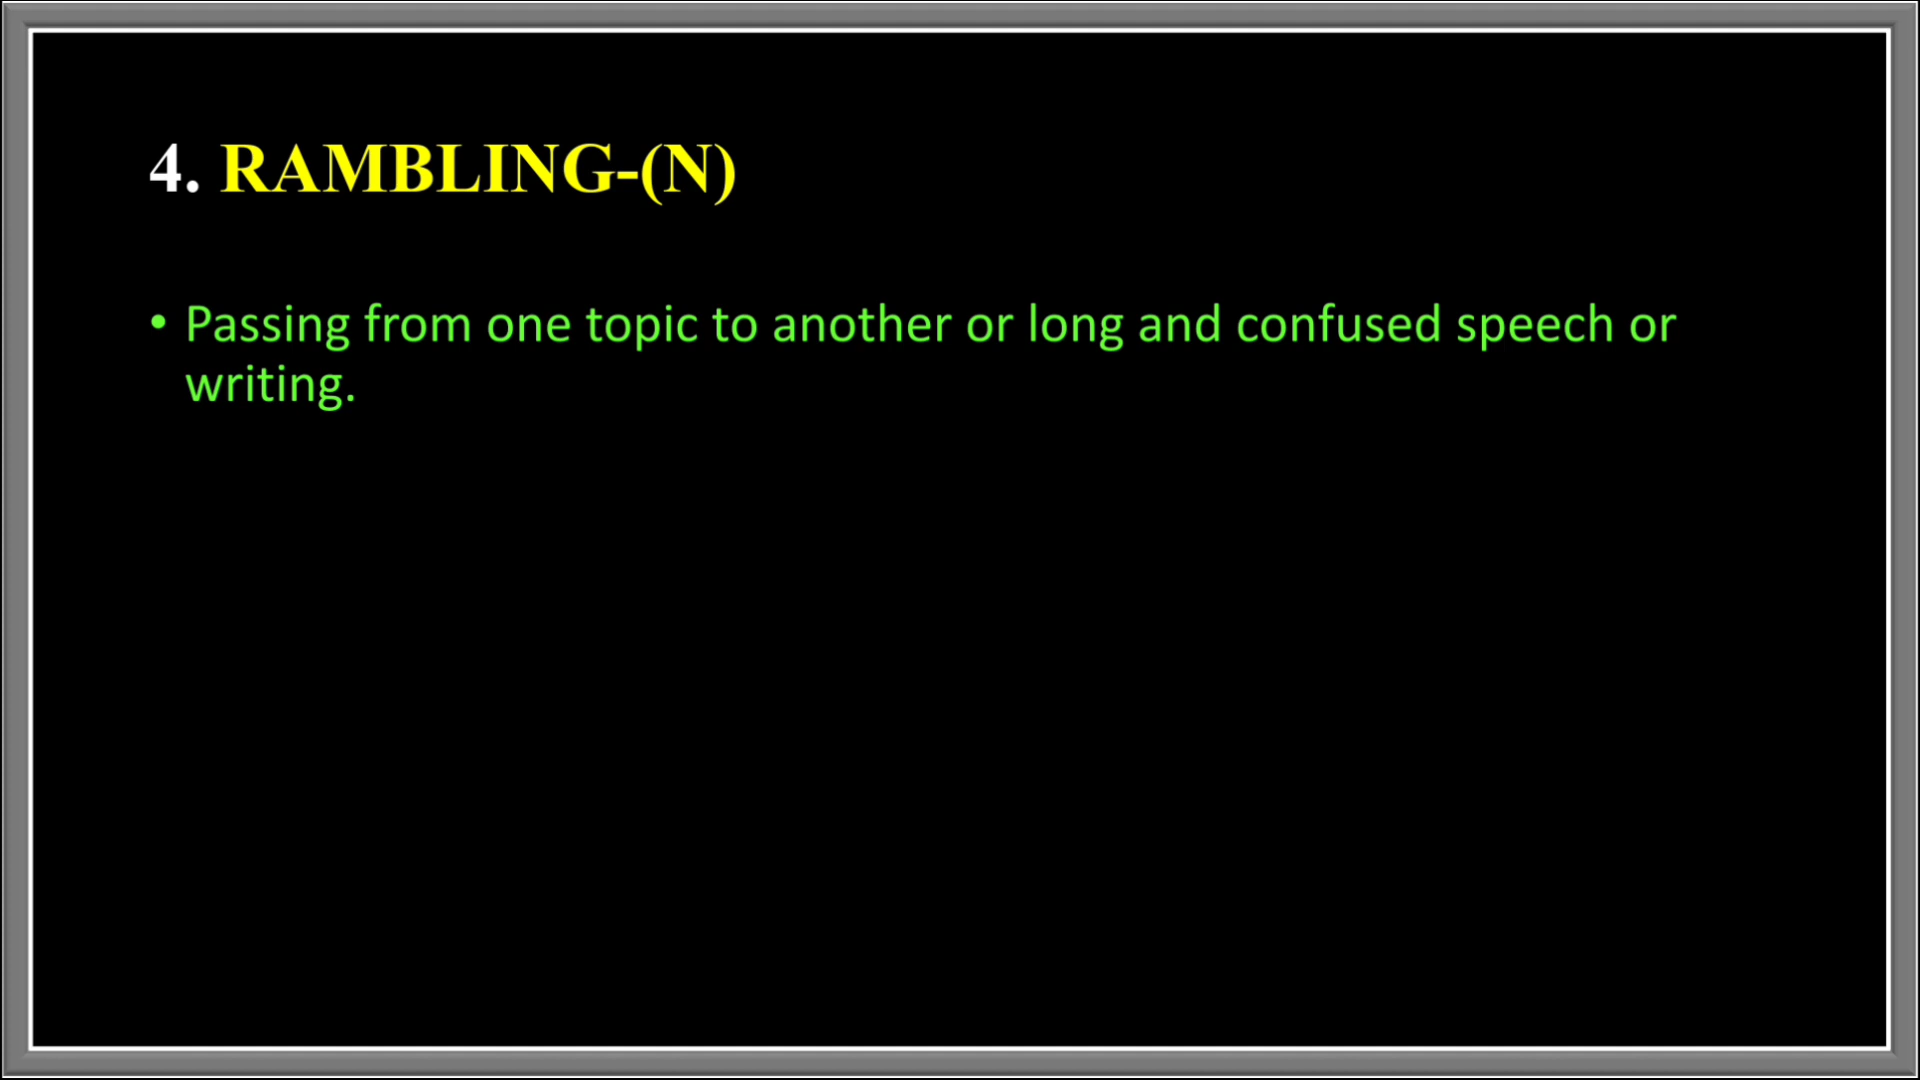 4. RAMBLING-(N)
• Passing from one topic to another or long and confused speech or
writing.